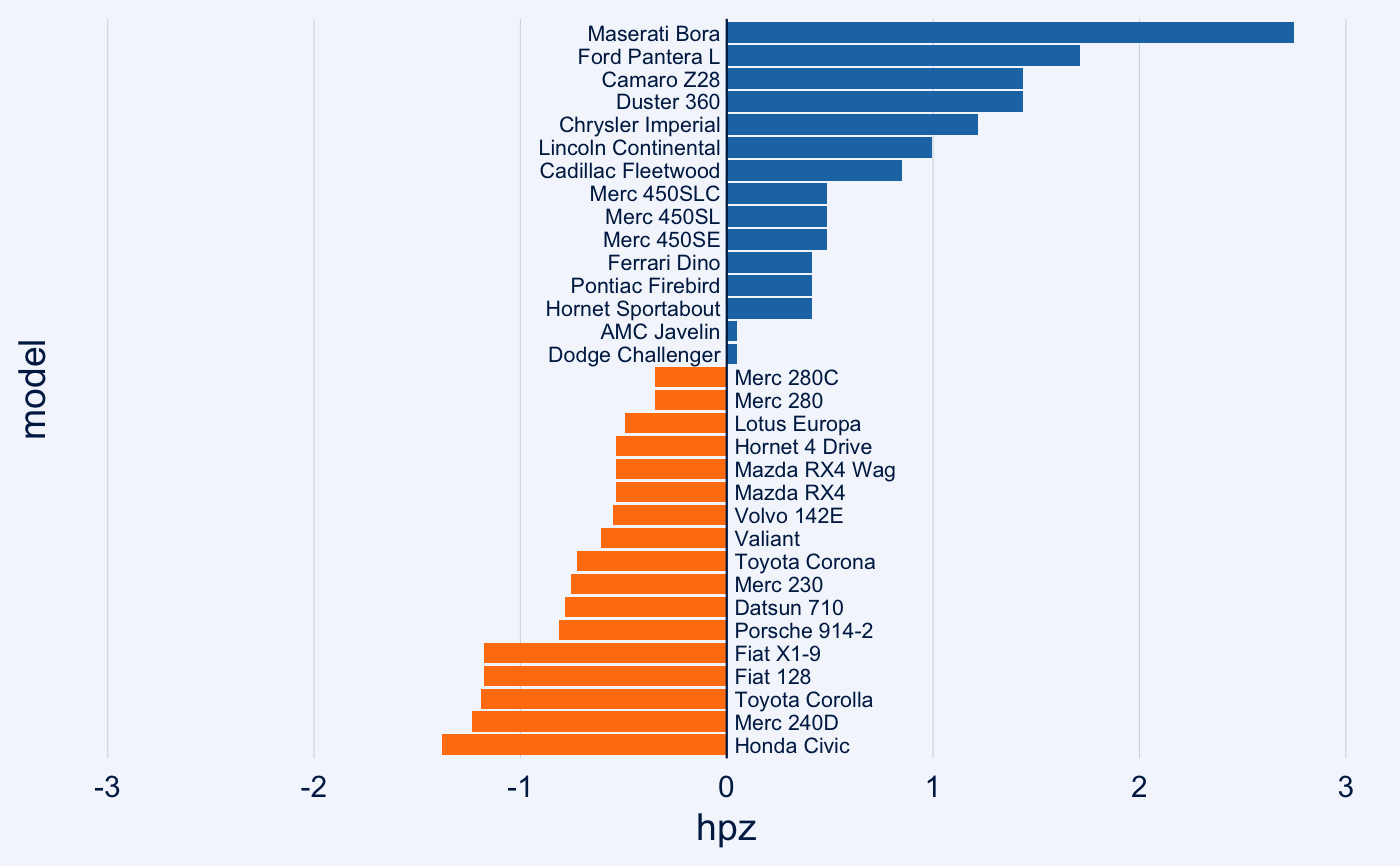 Maserati Bora
Ford Pantera L
Camaro Z28
Duster 360
Chrysler Imperial
Lincoln Continental
Cadillac Fleetwood
Merc 450SLC
Merc 450SL
Merc 450SE
Ferrari Dino
Pontiac Firebird
Hornet Sportabout
AMC Javelin
Dodge Challenger
Merc 280C
Merc 280
Lotus Europa
Hornet 4 Drive
Mazda RX4 Wag
Mazda RX4
Volvo 142E
Valiant
Toyota Corona
Merc 230
Datsun 710
Porsche 914-2
Fiat X1-9
Fiat 128
Toyota Corolla
Merc 240D
Honda Civic
model
-3 -2 -1 0 1 2 3
hpz